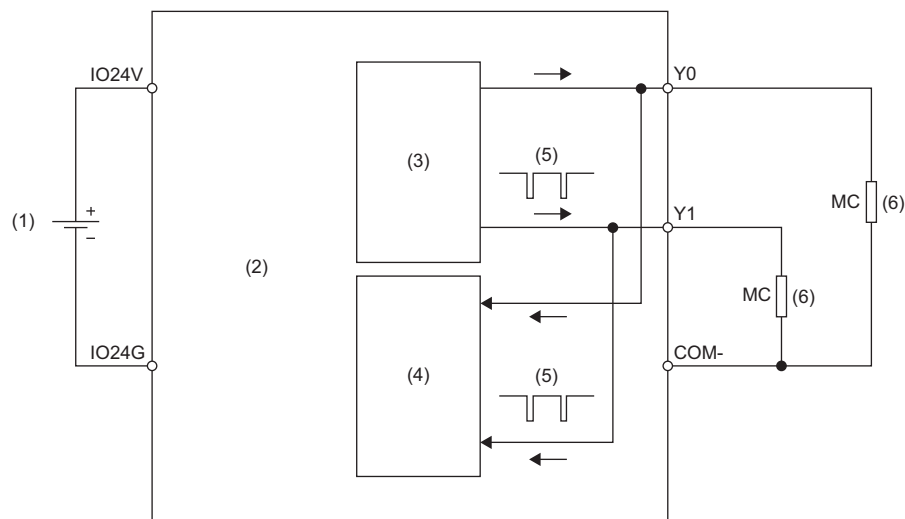 IO24V
Y0
(3)
(5)
MC (6)
(1)
+
−
Y1
(2)
MC (6)
IO24G
COM-
(4)
(5)